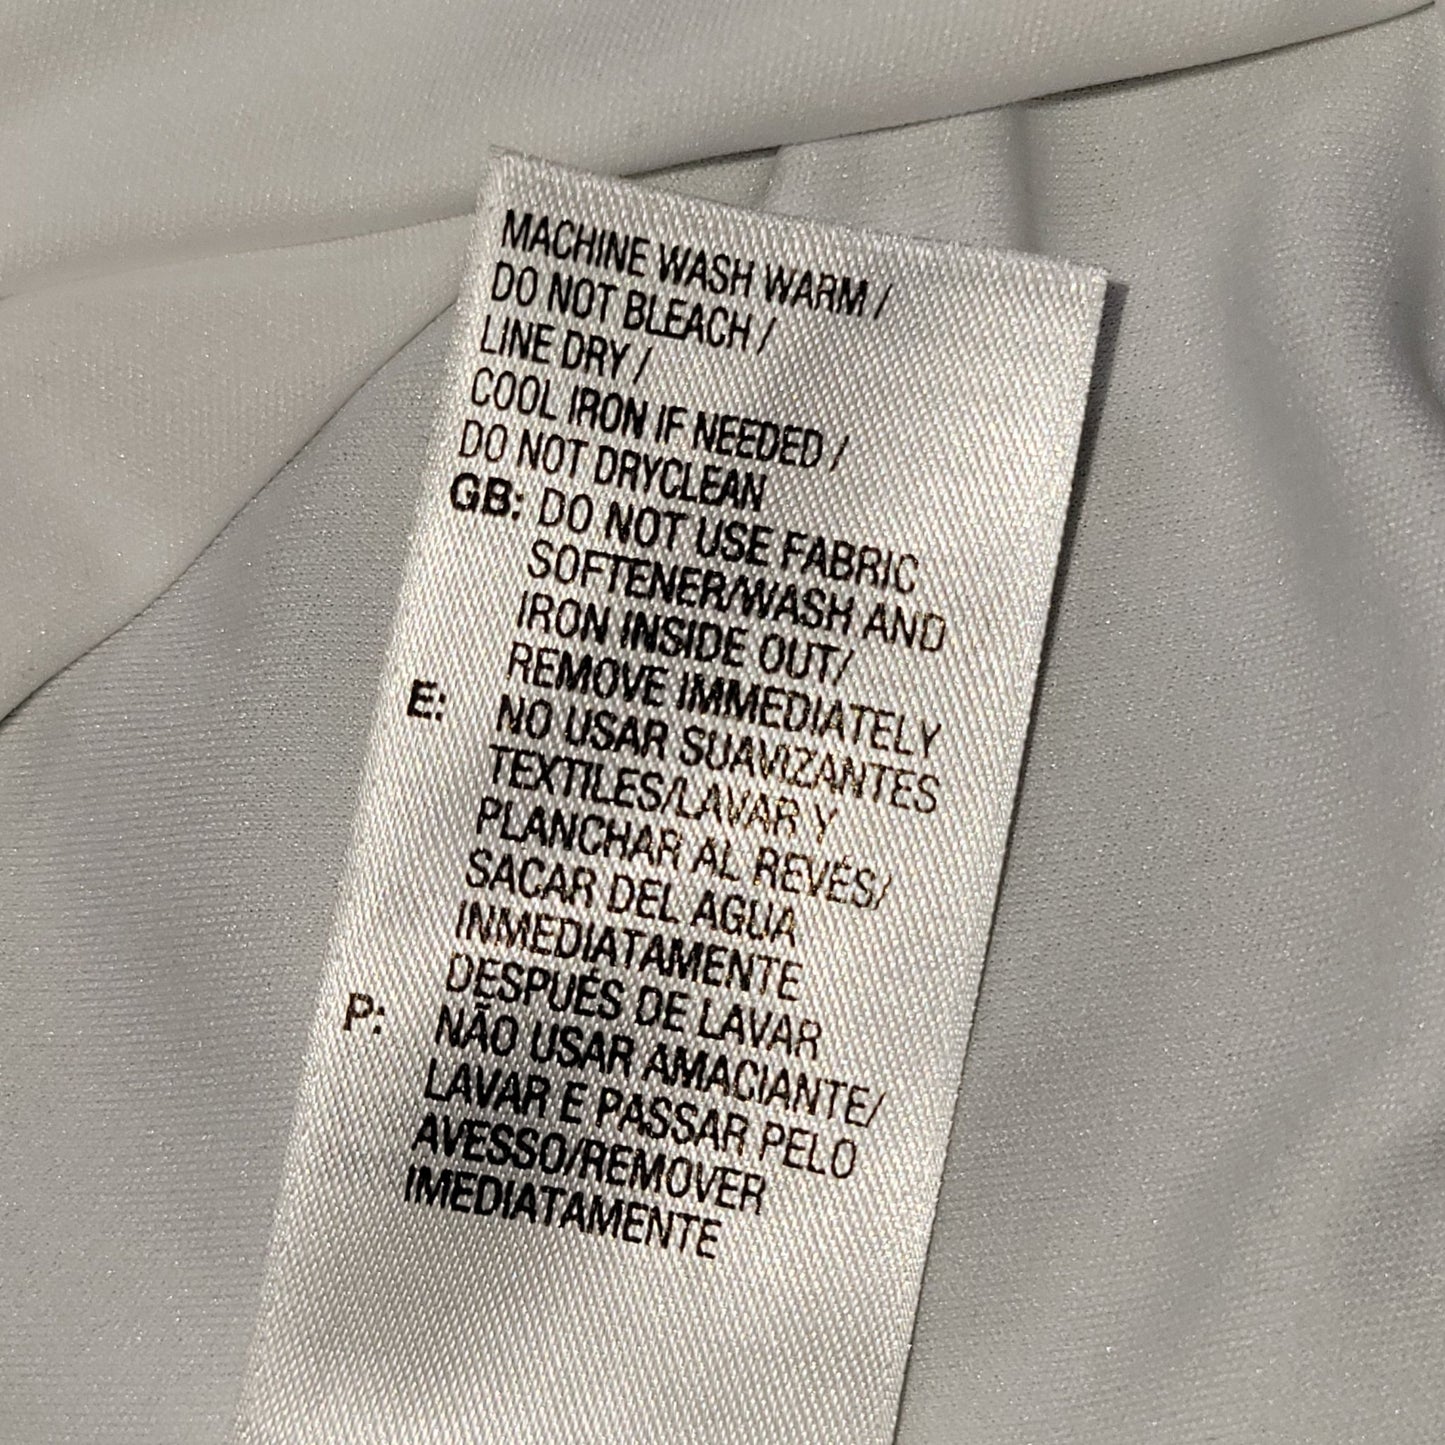 MACHINE WASH WARM /
DO NOT BLEACH /
LINE DRY /
COOL IRON IF NEEDED /
DO NOT DRYCLEAN
GB: DO NOT USE FABRIC
SOFTENER/WASH AND
IRON INSIDE OUT/
REMOVE IMMEDIATELY
E: NO USAR SUAVIZANTES
TEXTILES/LAVAR Y
PLANCHAR AL REVÉS/
SACAR DEL AGUA
INMEDIATAMENTE
DESPUÉS DE LAVAR
P: NÃO USAR AMACIANTE/
LAVAR E PASSAR PELO
AVESSO/REMOVER
IMEDIATAMENTE